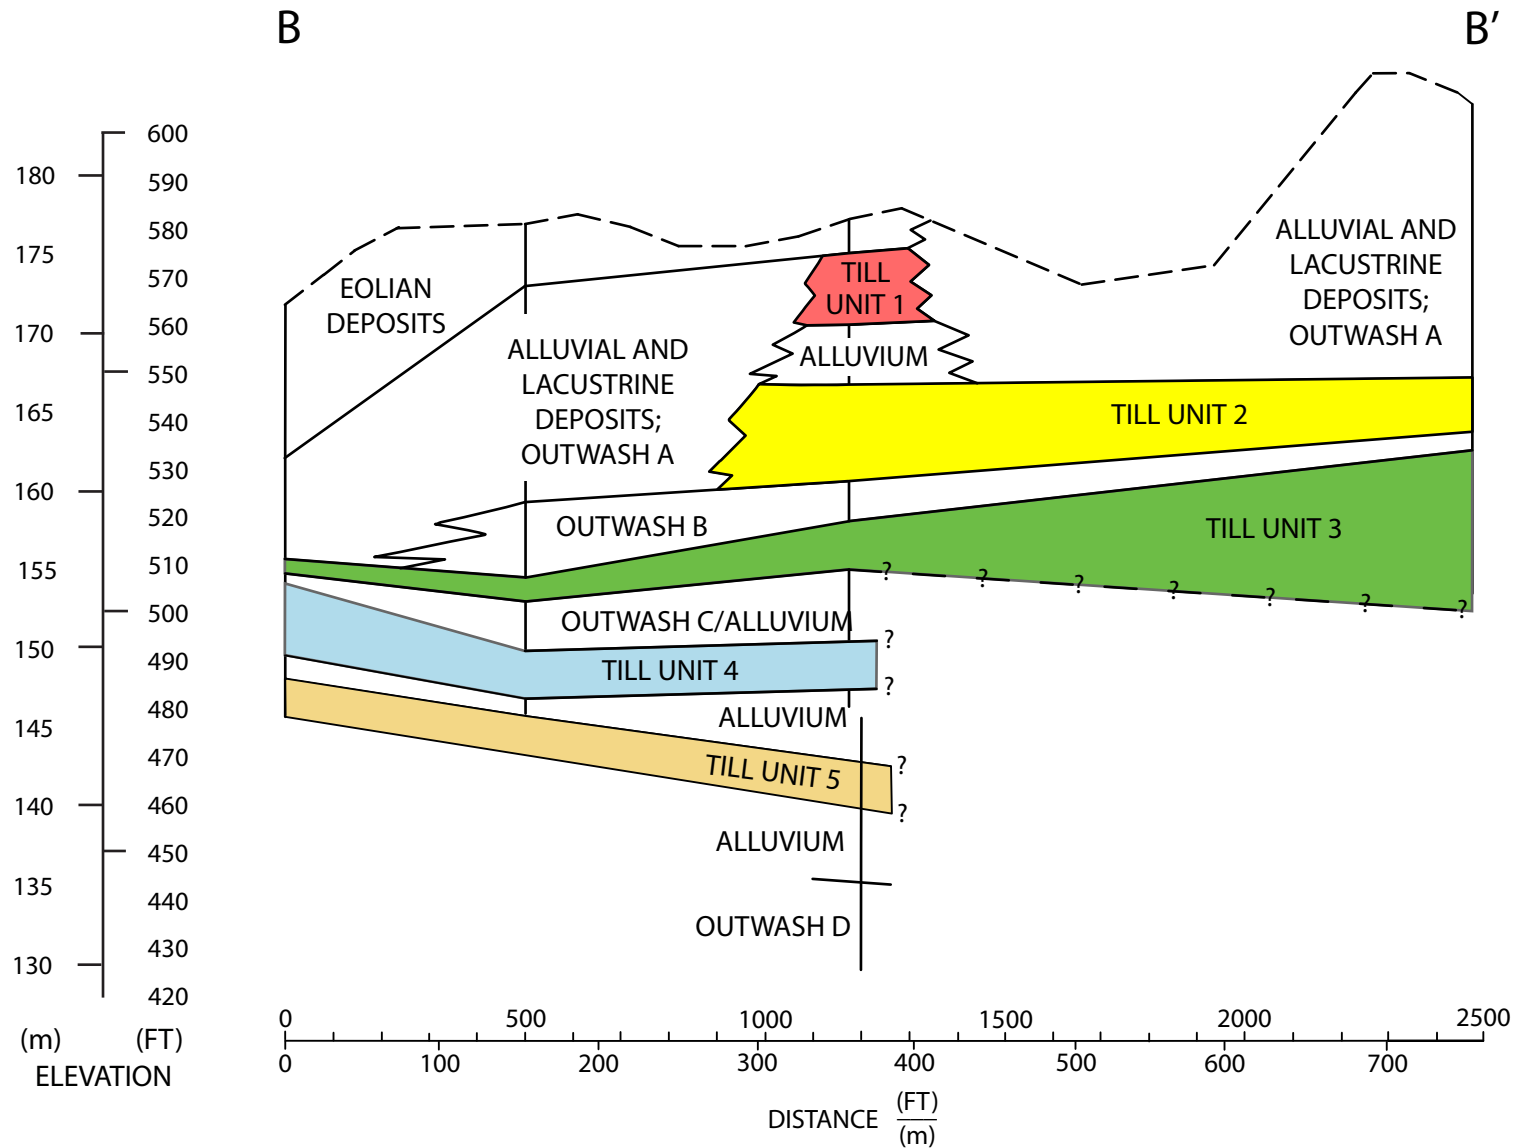 B
B′
600
180
590
580
175
570
170
560
550
165
540
530
160
520
510
155
500
150
490
480
145
470
140
460
450
135
440
430
130
420
(m)
(FT)
ELEVATION
EOLIAN
DEPOSITS
ALLUVIAL AND
LACUSTRINE
DEPOSITS;
OUTWASH A
TILL
UNIT 1
ALLUVIUM
ALLUVIAL AND
LACUSTRINE
DEPOSITS;
OUTWASH A
TILL UNIT 2
OUTWASH B
TILL UNIT 3
? ? ? ? ? ? ?
OUTWASH C/ALLUVIUM
?
TILL UNIT 4
?
ALLUVIUM
?
TILL UNIT 5
?
ALLUVIUM
OUTWASH D
0 500 1000 1500 2000 2500
0 100 200 300 400 500 600 700
DISTANCE (FT)
(m)